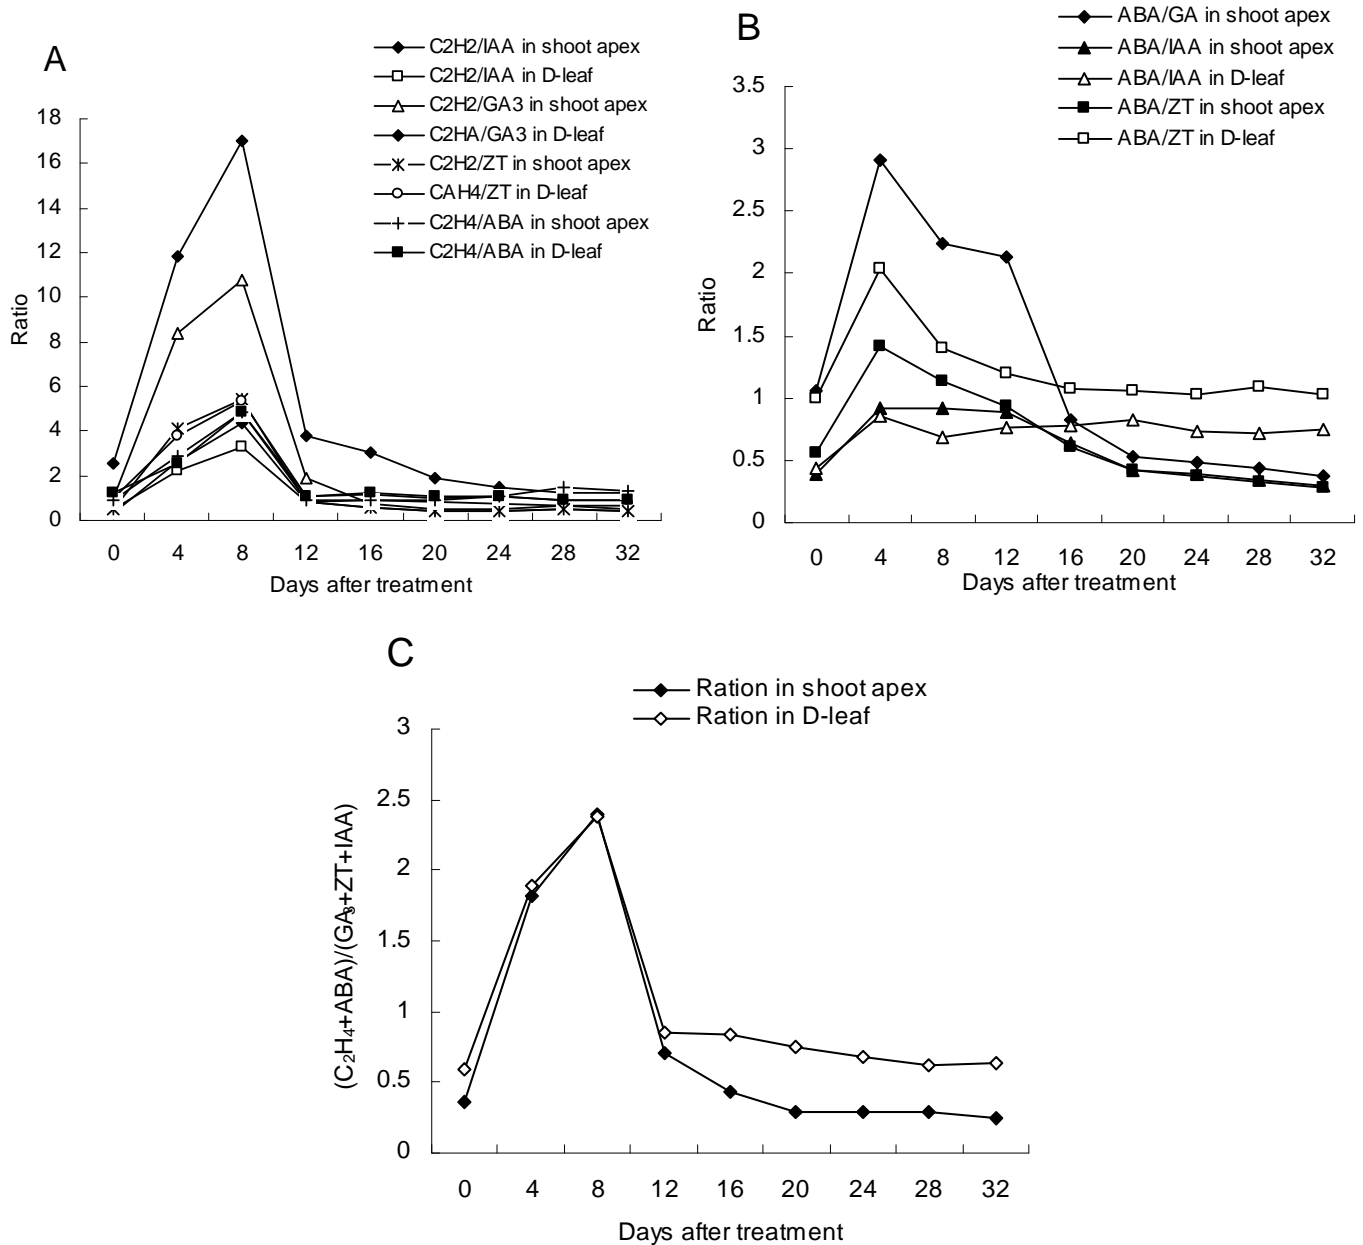 A
C2H2/IAA in shoot apex
C2H2/IAA in D-leaf
C2H2/GA3 in shoot apex
C2HA/GA3 in D-leaf
C2H2/ZT in shoot apex
CAH4/ZT in D-leaf
C2H4/ABA in shoot apex
C2H4/ABA in D-leaf
18
16
14
12
10
8
6
4
2
0
Ratio
0 4 8 12 16 20 24 28 32
Days after treatment
B
ABA/GA in shoot apex
ABA/IAA in shoot apex
ABA/IAA in D-leaf
ABA/ZT in shoot apex
ABA/ZT in D-leaf
3.5
3
2.5
2
1.5
1
0.5
0
Ratio
0 4 8 12 16 20 24 28 32
Days after treatment
C
Ration in shoot apex
Ration in D-leaf
3
2.5
2
1.5
1
0.5
0
(C₂H₄+ABA)/(GA₃+ZT+IAA)
0 4 8 12 16 20 24 28 32
Days after treatment